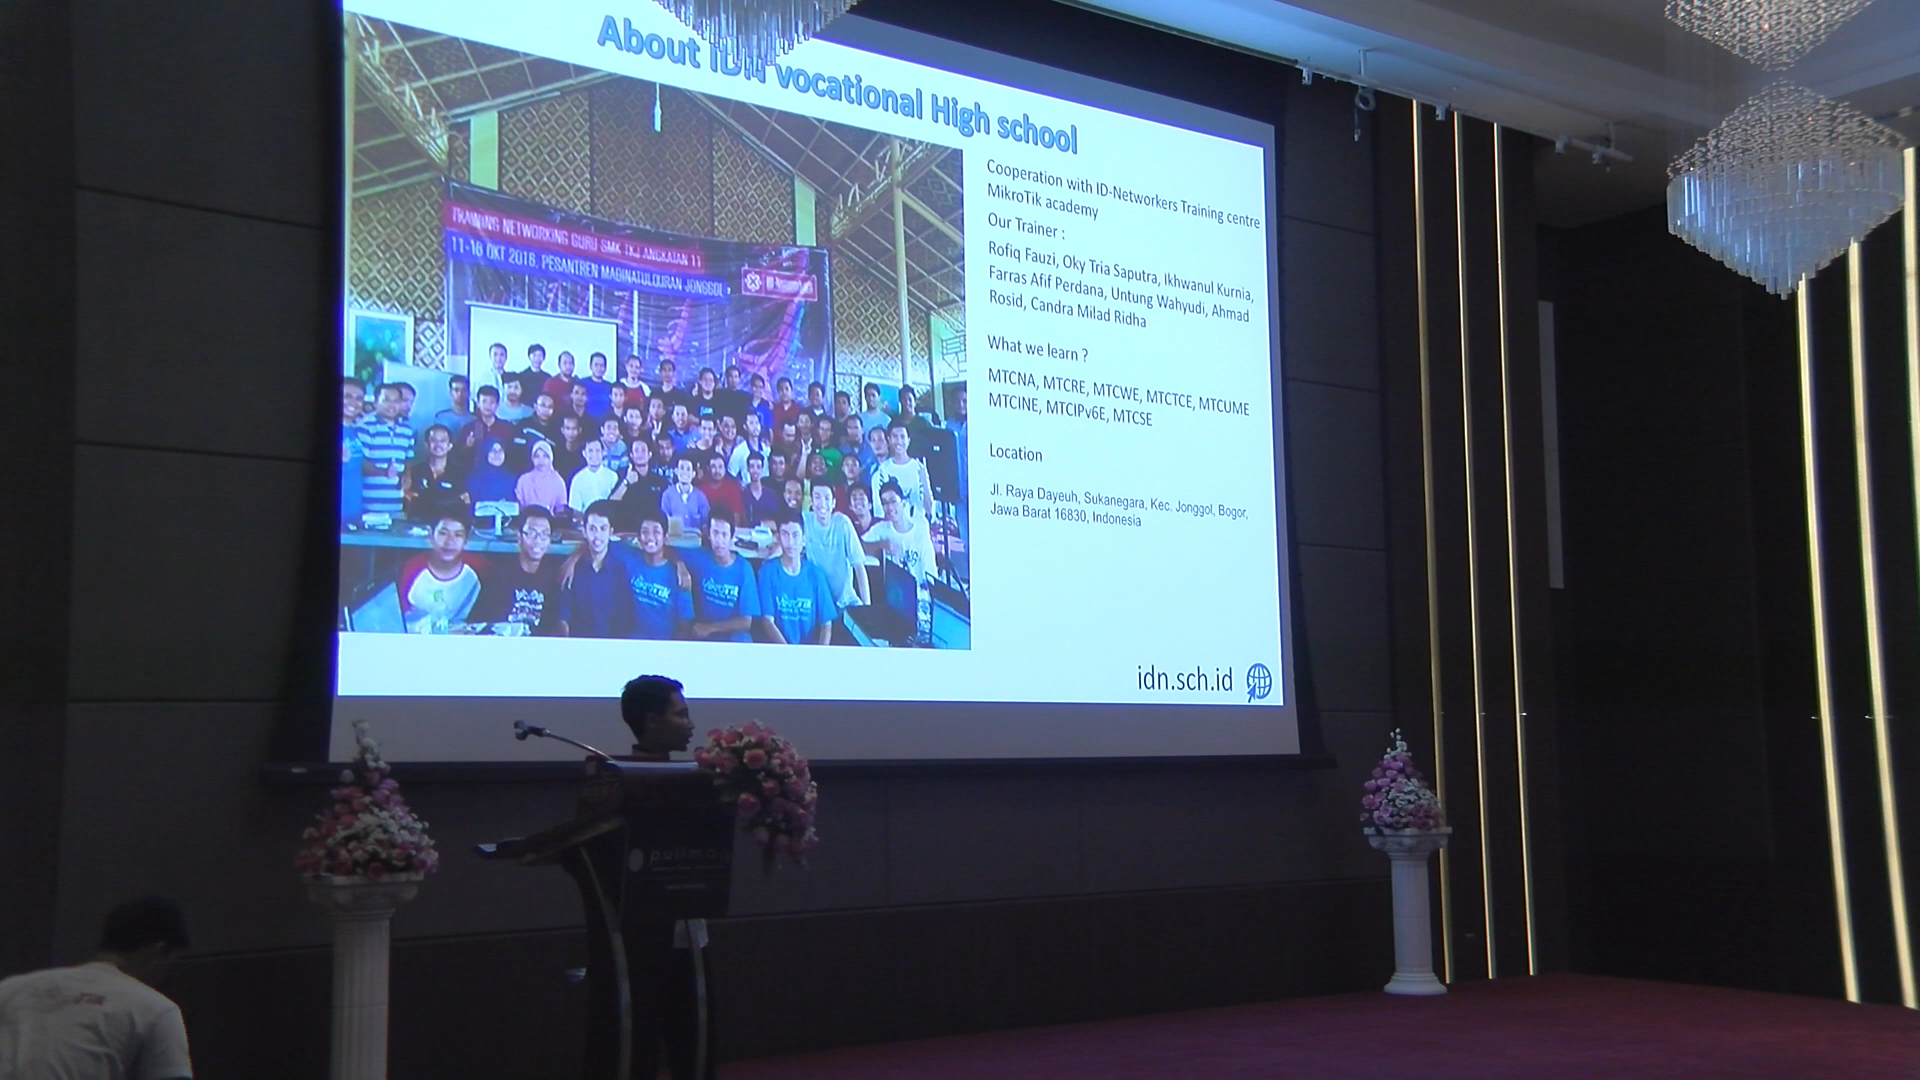 About IDN vocational High school
TRAINING NETWORKING GURU SMK TKJ ANGKATAN 11
11-16 OKT 2016, PESANTREN MADINATULQURAN JONGGOL
Cooperation with ID-Networkers Training centre
MikroTik academy
Our Trainer :
Rofiq Fauzi, Oky Tria Saputra, Ikhwanul Kurnia,
Farras Afif Perdana, Untung Wahyudi, Ahmad
Rosid, Candra Milad Ridha
What we learn ?
MTCNA, MTCRE, MTCWE, MTCTCE, MTCUME
MTCINE, MTCIPv6E, MTCSE
Location
Jl. Raya Dayeuh, Sukanegara, Kec. Jonggol, Bogor,
Jawa Barat 16830, Indonesia
idn.sch.id
pullman